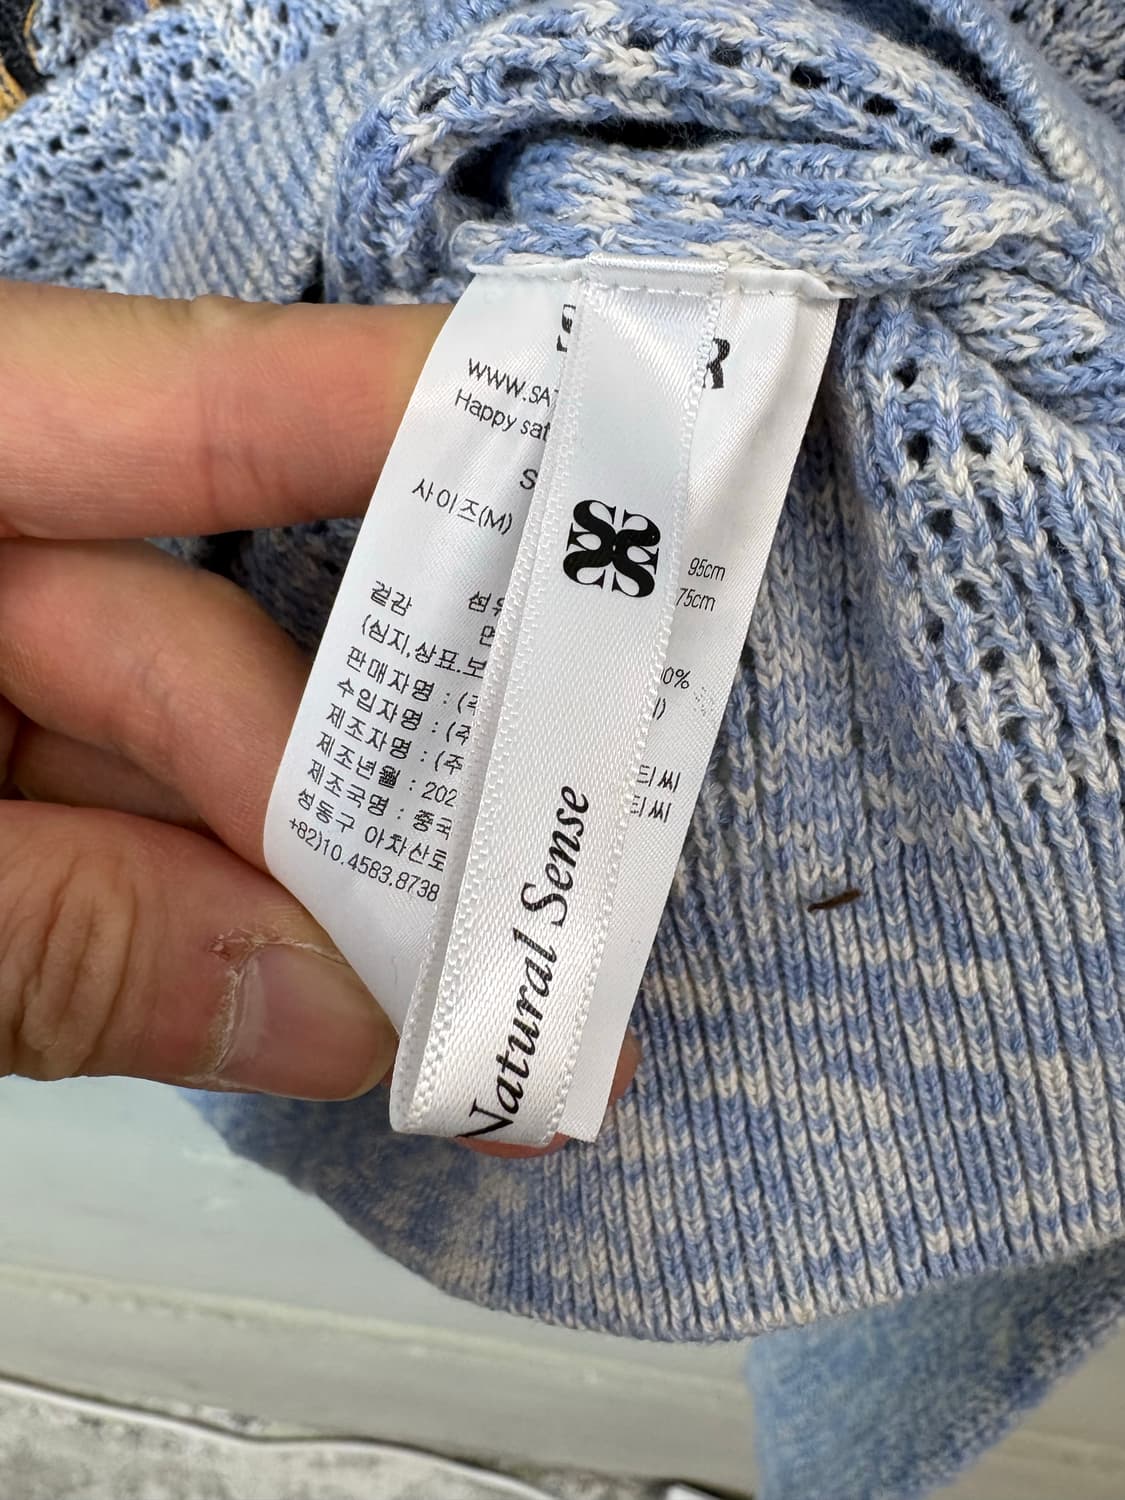 WWW.SA
Happy sat
사이즈(M)
95cm
75cm
겉감 섬유
면 0%
(심지,상표.보
판매자명 : (주
수입자명 : (주
제조자명 : (주
제조년월 : 202
제조국명 : 중국
성동구 아차산로
+82)10.4583.8738
티씨
티씨
Natural Sense